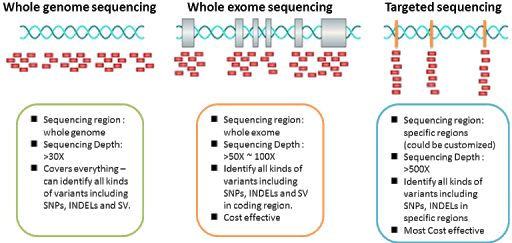 Whole genome sequencing
Whole exome sequencing
Targeted sequencing
■ Sequencing region :
whole genome
■ Sequencing Depth:
>30X
■ Covers everything –
can identify all kinds
of variants including
SNPs, INDELs and SV.
■ Sequencing region:
whole exome
■ Sequencing Depth :
>50X ~ 100X
■ Identify all kinds of
variants including
SNPs, INDELs and SV
in coding region.
■ Cost effective
■ Sequencing region:
specific regions
(could be customized)
■ Sequencing Depth :
>500X
■ Identify all kinds of
variants including
SNPs, INDELs in
specific regions
■ Most Cost effective